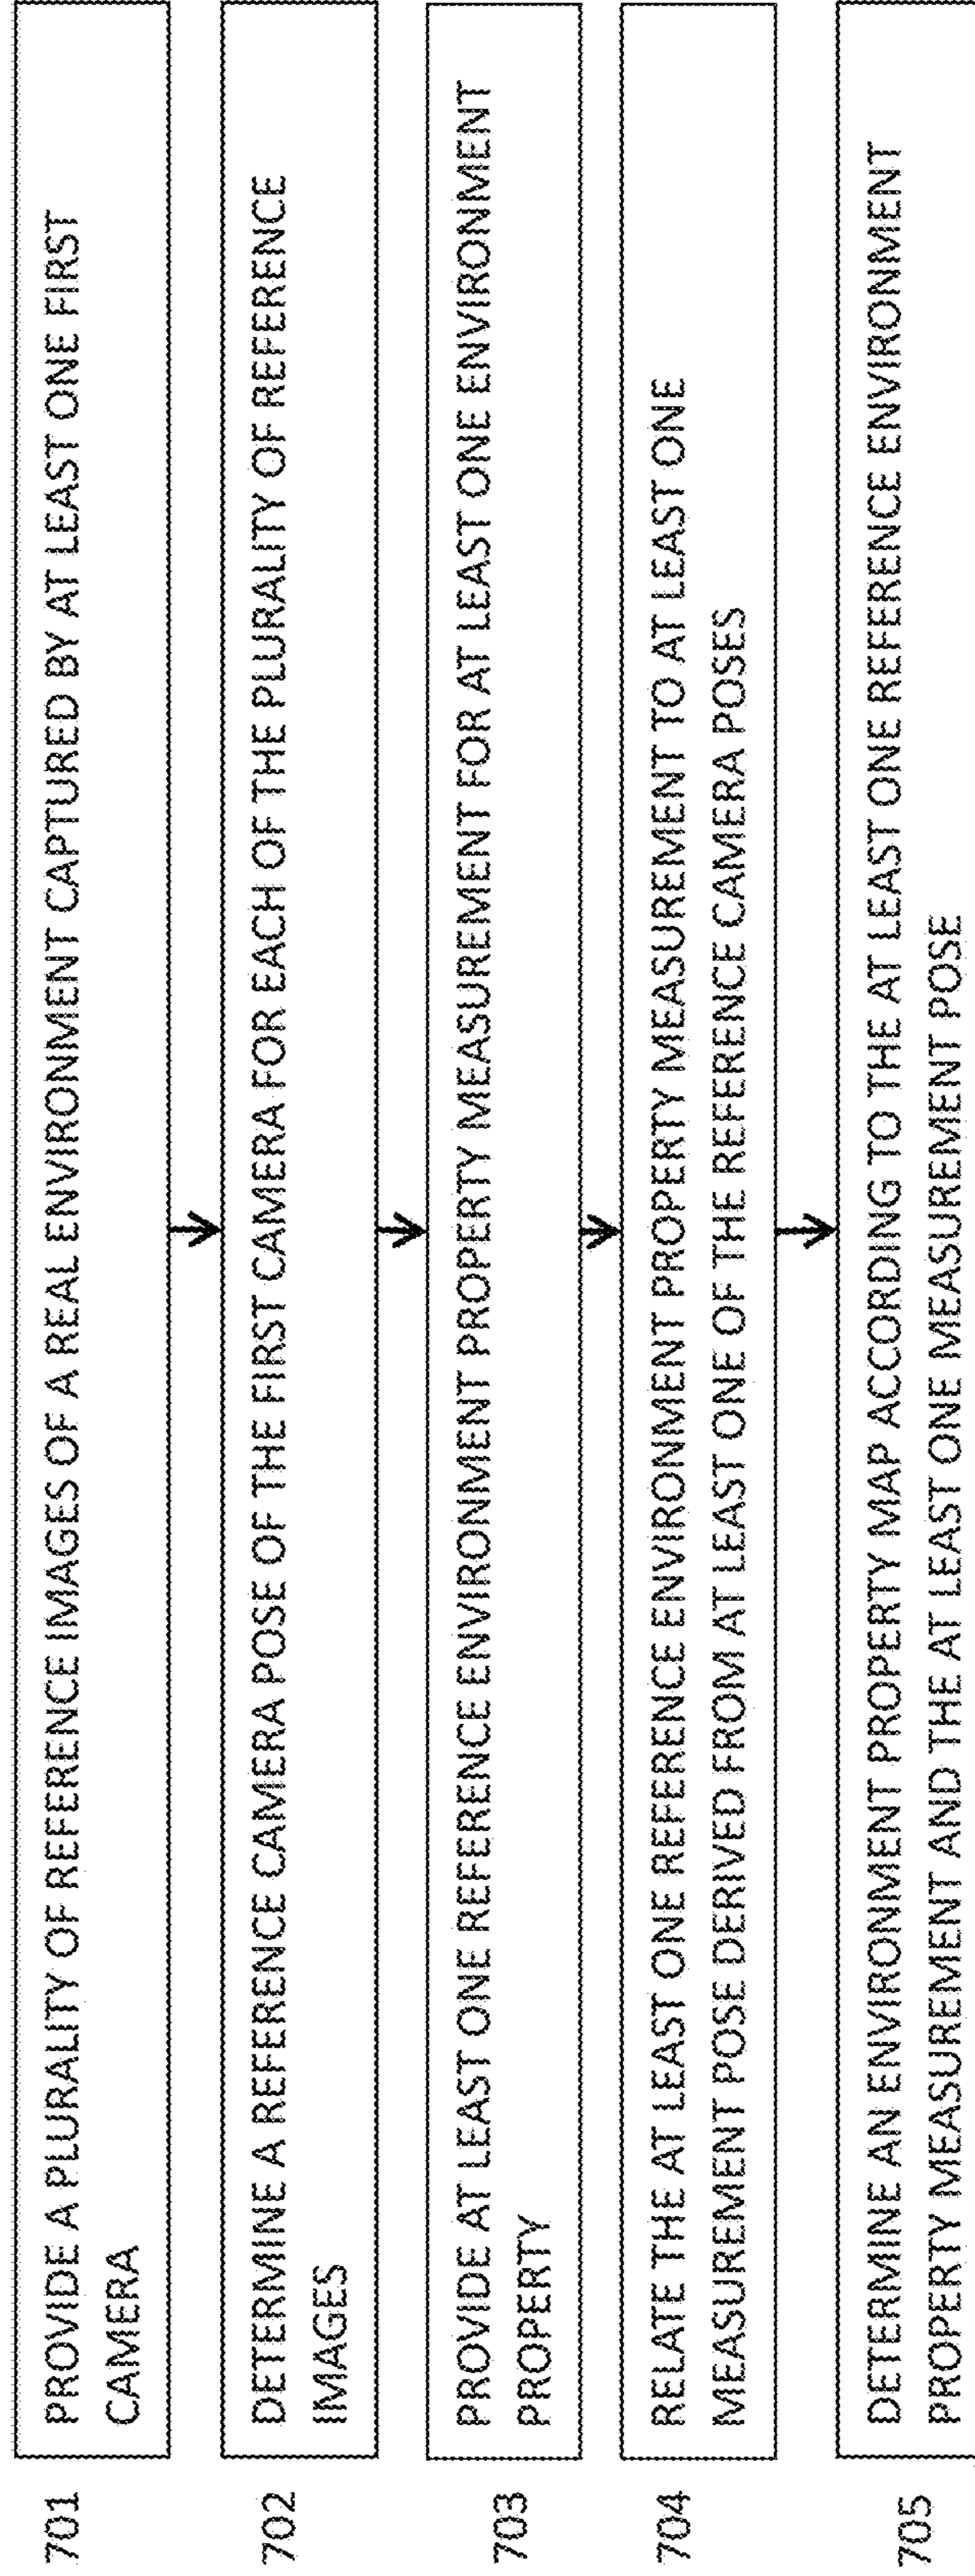 701
PROVIDE A PLURALITY OF REFERENCE IMAGES OF A REAL ENVIRONMENT CAPTURED BY AT LEAST ONE FIRST
CAMERA
702
DETERMINE A REFERENCE CAMERA POSE OF THE FIRST CAMERA FOR EACH OF THE PLURALITY OF REFERENCE
IMAGES
703
PROVIDE AT LEAST ONE REFERENCE ENVIRONMENT PROPERTY MEASUREMENT FOR AT LEAST ONE ENVIRONMENT
PROPERTY
704
RELATE THE AT LEAST ONE REFERENCE ENVIRONMENT PROPERTY MEASUREMENT TO AT LEAST ONE
MEASUREMENT POSE DERIVED FROM AT LEAST ONE OF THE REFERENCE CAMERA POSES
705
DETERMINE AN ENVIRONMENT PROPERTY MAP ACCORDING TO THE AT LEAST ONE REFERENCE ENVIRONMENT
PROPERTY MEASUREMENT AND THE AT LEAST ONE MEASUREMENT POSE